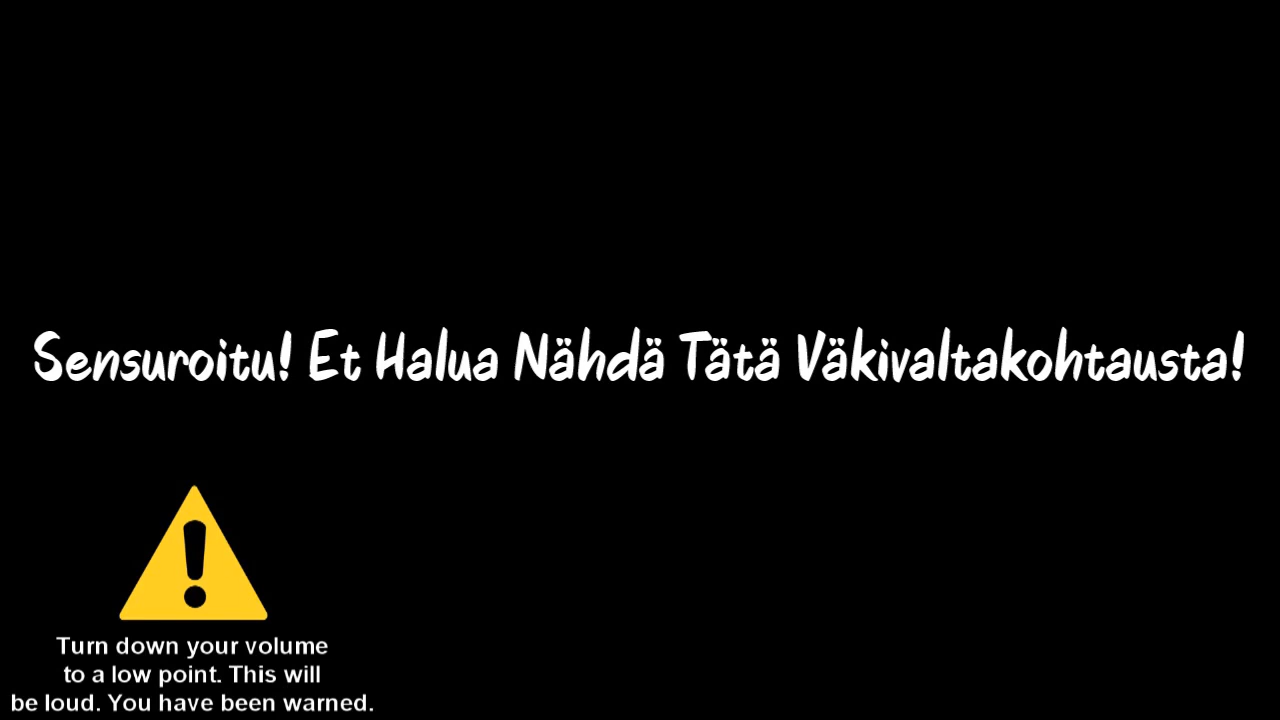 Sensuroitu! Et Halua Nähdä Tätä Väkivaltakohtausta!
Turn down your volume
to a low point. This will
be loud. You have been warned.